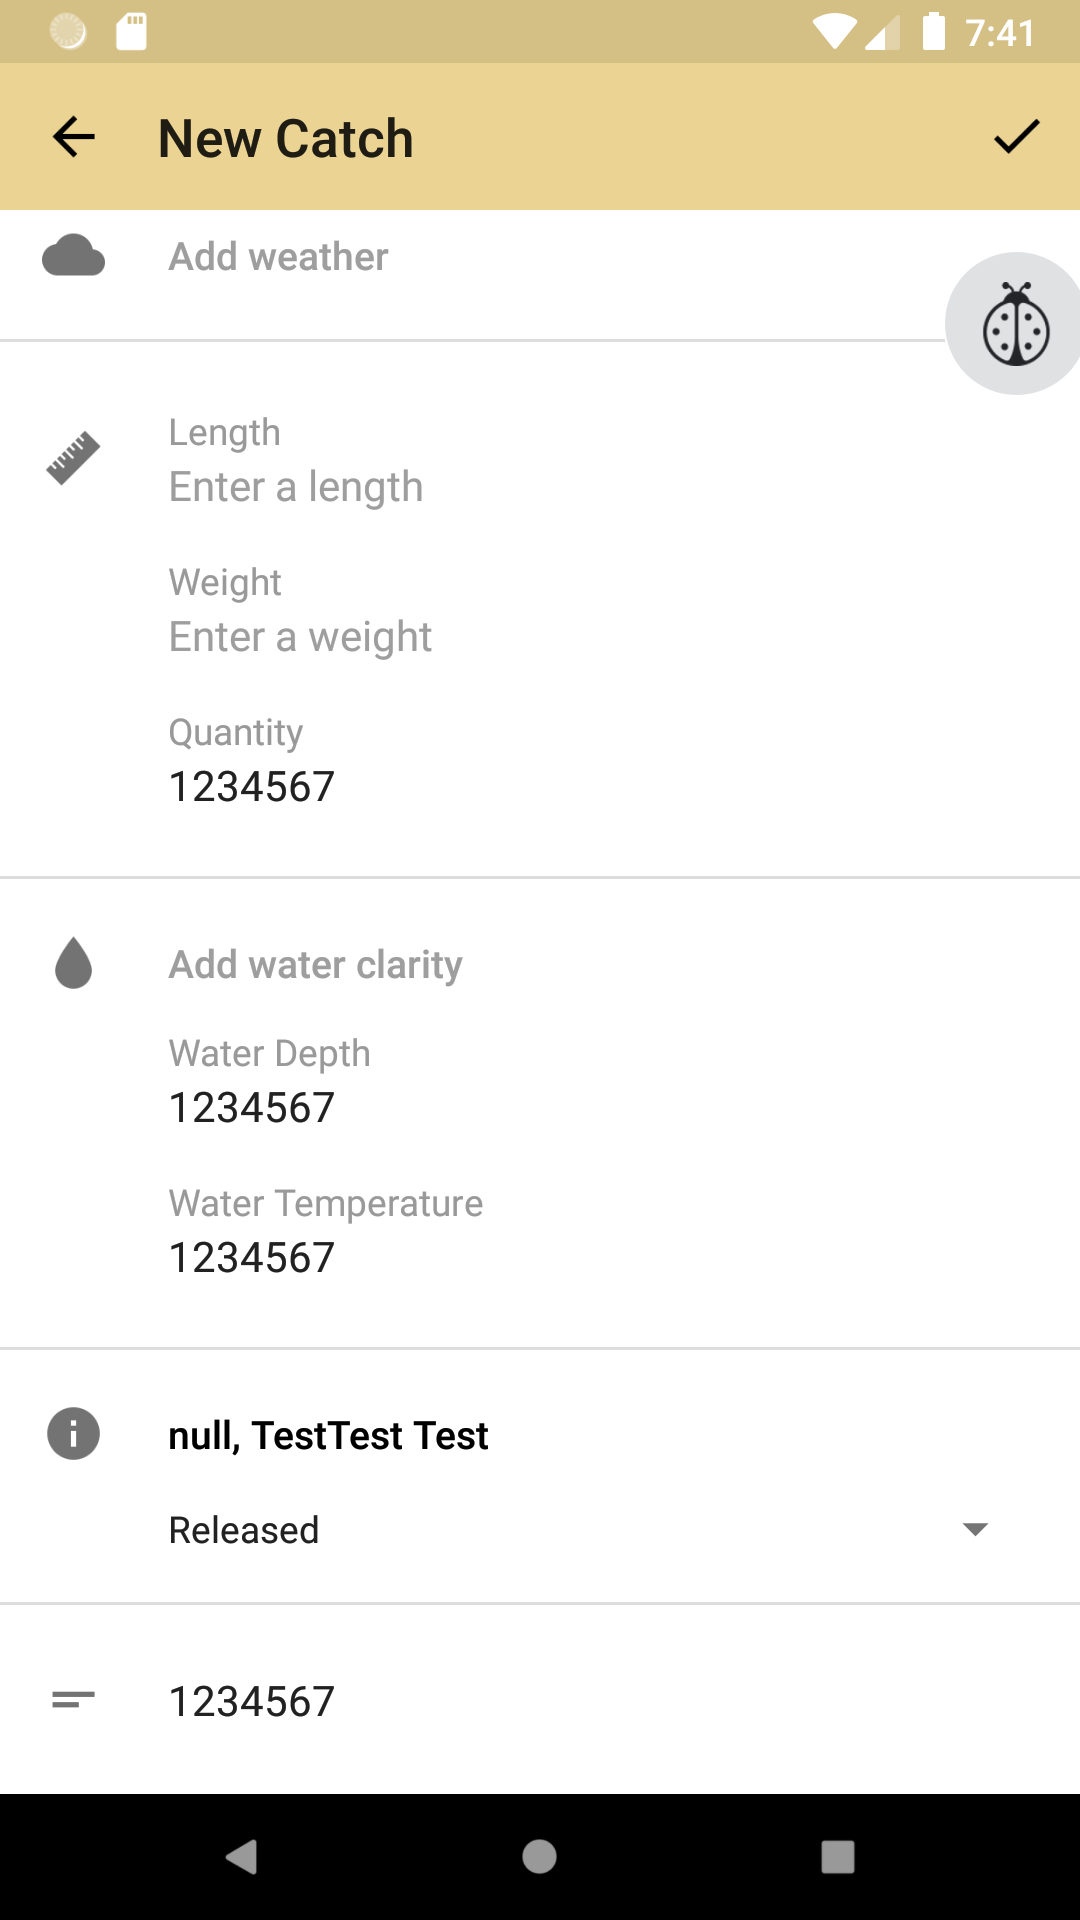 7:41
New Catch
Add weather
Length
Enter a length
Weight
Enter a weight
Quantity
1234567
Add water clarity
Water Depth
1234567
Water Temperature
1234567
null, TestTest Test
Released
1234567